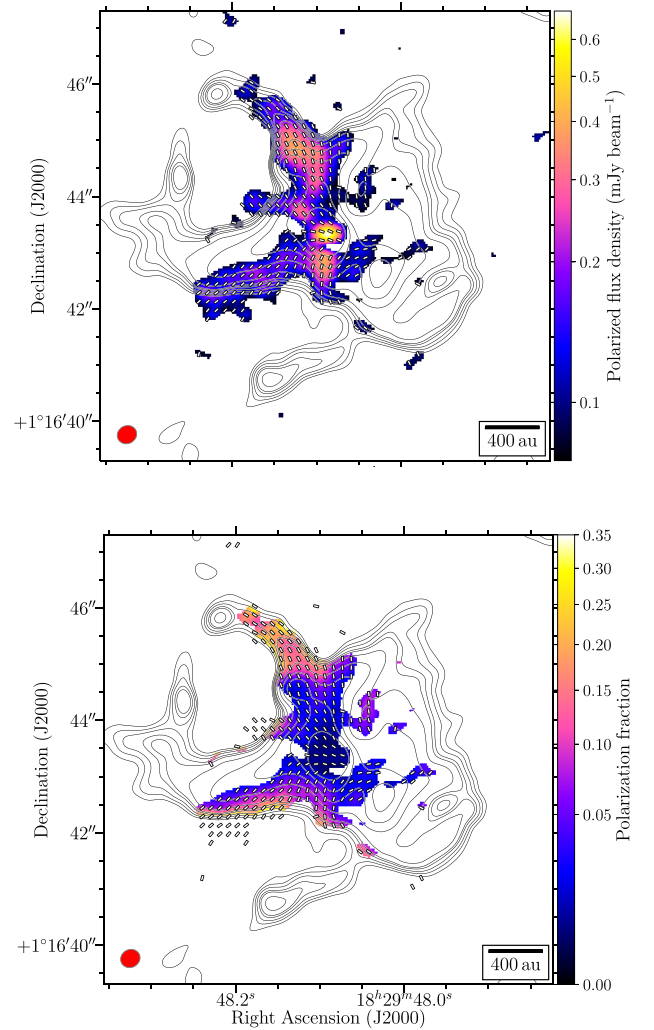 46″
44″
42″
+1°16′40″
Declination (J2000)
400 au
0.6
0.5
0.4
0.3
0.2
0.1
Polarized flux density (mJy beam⁻¹)
46″
44″
42″
+1°16′40″
Declination (J2000)
400 au
0.35
0.30
0.25
0.20
0.15
0.10
0.05
0.00
Polarization fraction
48.2ˢ 18ʰ29ᵐ48.0ˢ
Right Ascension (J2000)